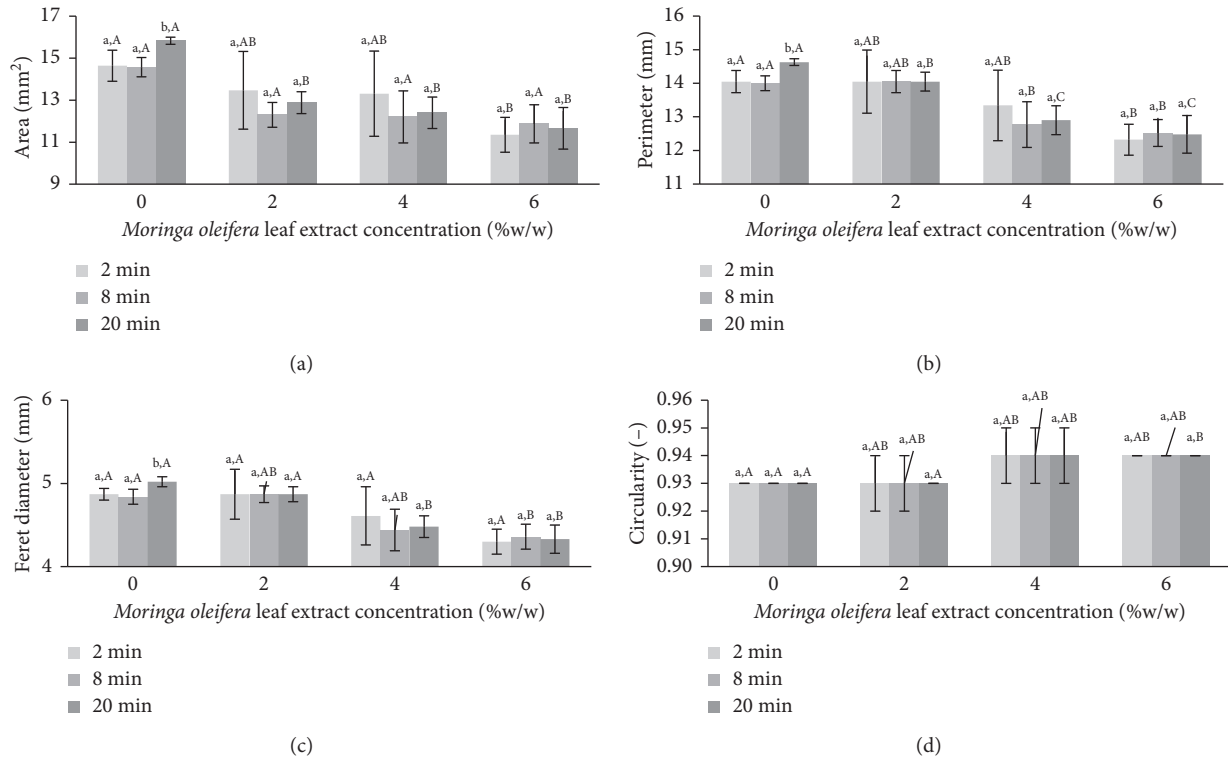 17
15
13
11
9
Area (mm²)
a,A a,A b,A
a,AB a,A a,B
a,AB a,A a,B
a,B a,A a,B
0 2 4 6
Moringa oleifera leaf extract concentration (%w/w)
2 min
8 min
20 min
(a)
16
15
14
13
12
11
Perimeter (mm)
a,A a,A b,A
a,AB a,AB a,B
a,AB a,B a,C
a,B a,B a,C
0 2 4 6
Moringa oleifera leaf extract concentration (%w/w)
2 min
8 min
20 min
(b)
6
5
4
Feret diameter (mm)
a,A a,A b,A
a,A a,AB a,A
a,A a,AB a,B
a,A a,B a,B
0 2 4 6
Moringa oleifera leaf extract concentration (%w/w)
2 min
8 min
20 min
(c)
0.96
0.95
0.94
0.93
0.92
0.91
0.90
Circularity (–)
a,A a,A a,A
a,AB a,AB a,A
a,AB a,AB a,AB
a,AB a,AB a,B
0 2 4 6
Moringa oleifera leaf extract concentration (%w/w)
2 min
8 min
20 min
(d)